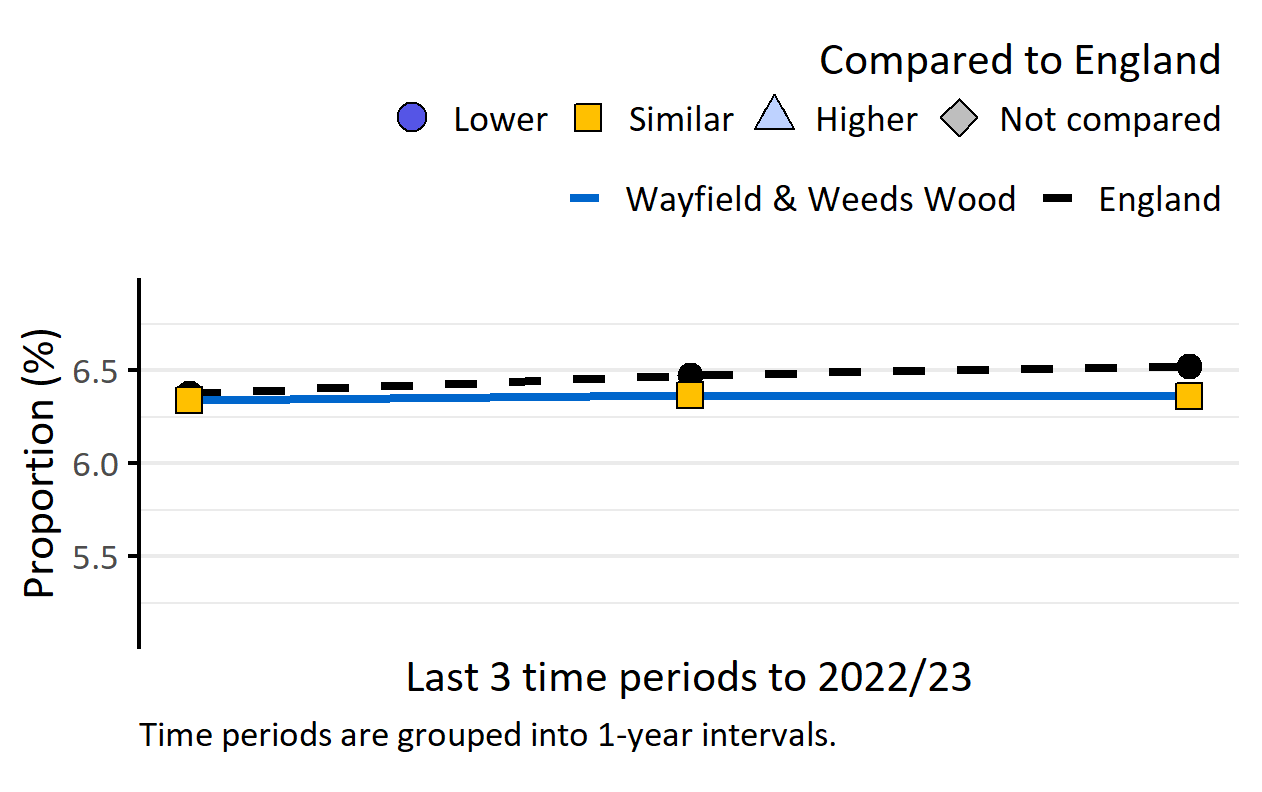 Compared to England
Lower Similar Higher Not compared
Wayfield & Weeds Wood England
Proportion (%)
6.5
6.0
5.5
Last 3 time periods to 2022/23
Time periods are grouped into 1-year intervals.